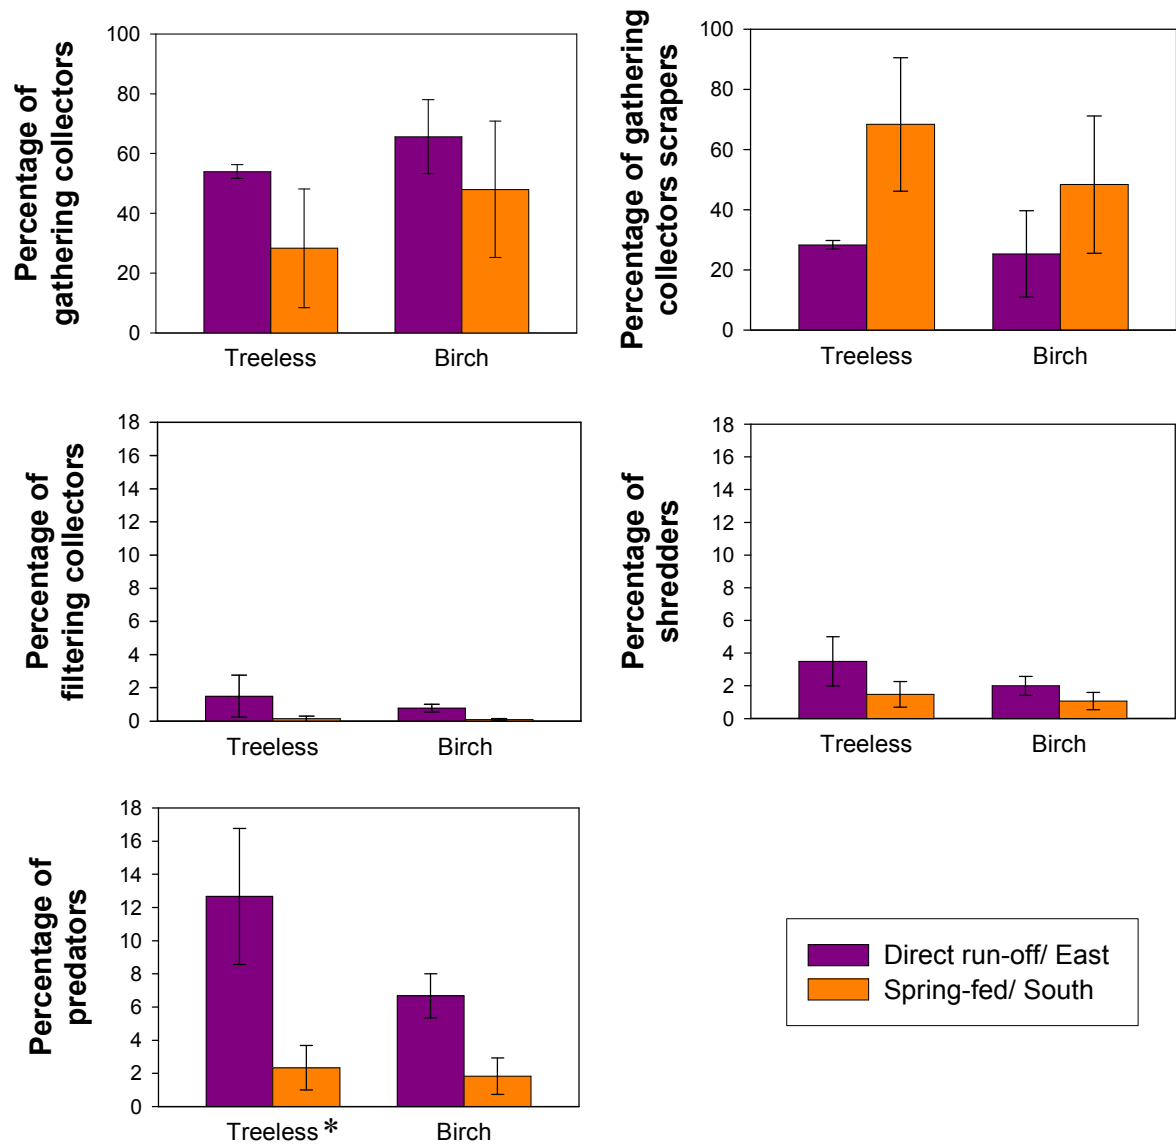 Percentage of
gathering collectors
100
80
60
40
20
0
Treeless
Birch
Percentage of gathering
collectors scrapers
100
80
60
40
20
0
Treeless
Birch
Percentage of
filtering collectors
18
16
14
12
10
8
6
4
2
0
Treeless
Birch
Percentage of
shredders
18
16
14
12
10
8
6
4
2
0
Treeless
Birch
Percentage of
predators
18
16
14
12
10
8
6
4
2
0
Treeless *
Birch
Direct run-off/ East
Spring-fed/ South